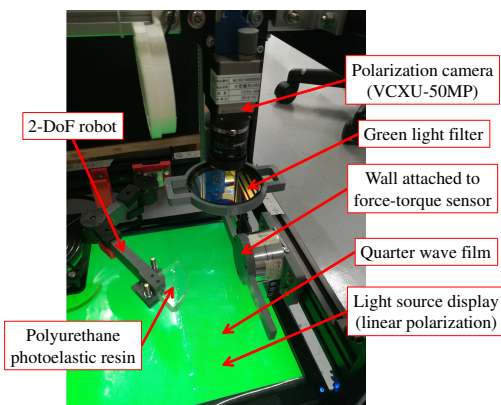 Polarization camera
(VCXU-50MP)
2-DoF robot
Green light filter
Wall attached to
force-torque sensor
Quarter wave film
Light source display
(linear polarization)
Polyurethane
photoelastic resin